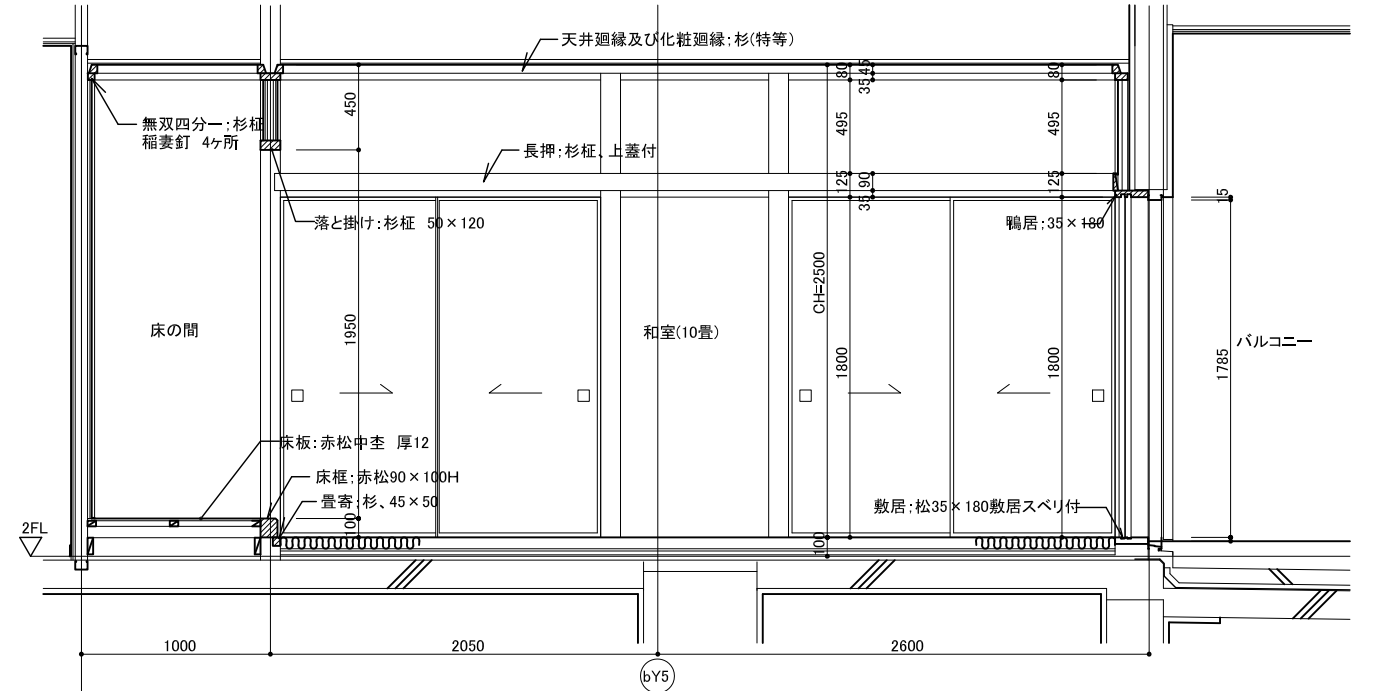 天井廻縁及び化粧廻縁;杉(特等)
無双四分一;杉柾
稲妻釘 4ケ所
450
80
45
35
80
495
495
長押;杉柾、上蓋付
125
90
35
125
15
落と掛け:杉柾 50×120
鴨居;35×180
CH=2500
床の間
1950
和室(10畳)
1800
1800
1785
バルコニー
床板:赤松中杢 厚12
床框;赤松90×100H
畳寄;杉、45×50
敷居;松35×180敷居スベリ付
2FL
100
100
1000
2050
2600
bY5